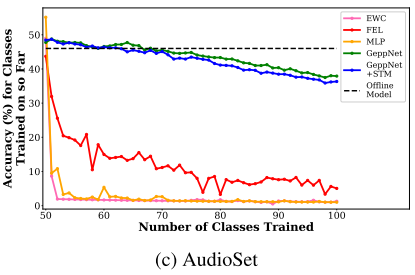 Accuracy (%) for Classes
Trained on so Far
50
40
30
20
10
0
50
60
70
80
90
100
Number of Classes Trained
EWC
FEL
MLP
GeppNet
GeppNet
+STM
Offline
Model
(c) AudioSet